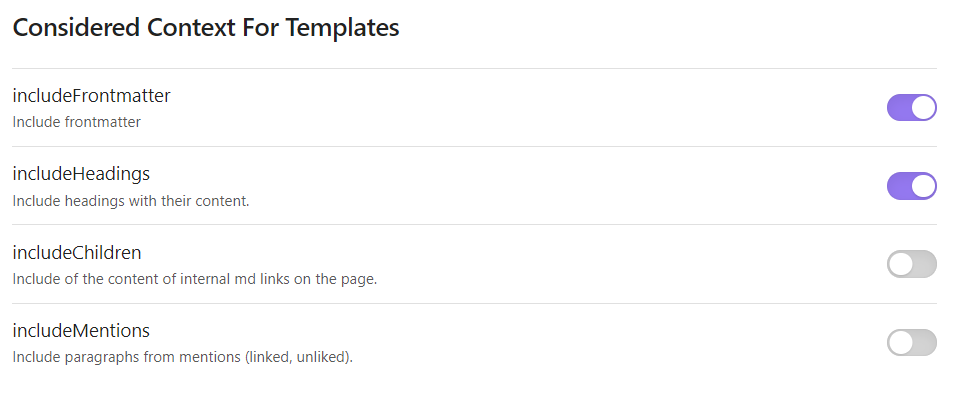 Considered Context For Templates
includeFrontmatter
Include frontmatter
includeHeadings
Include headings with their content.
includeChildren
Include of the content of internal md links on the page.
includeMentions
Include paragraphs from mentions (linked, unliked).